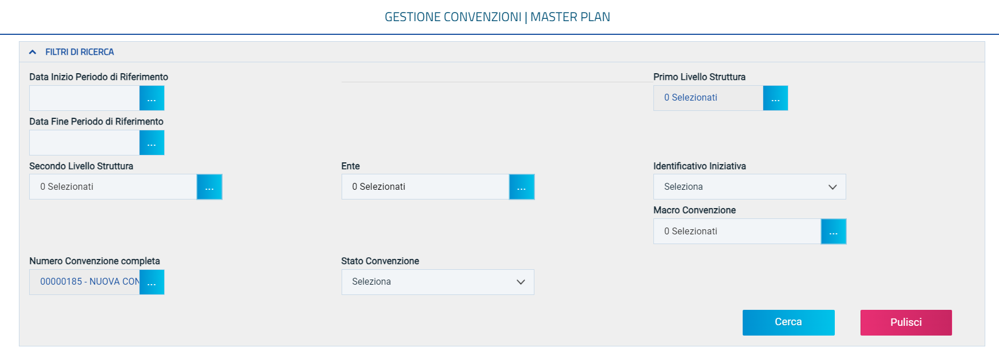 GESTIONE CONVENZIONI | MASTER PLAN
FILTRI DI RICERCA
Data Inizio Periodo di Riferimento
...
Primo Livello Struttura
0 Selezionati
...
Data Fine Periodo di Riferimento
...
Secondo Livello Struttura
0 Selezionati
...
Ente
0 Selezionati
...
Identificativo Iniziativa
Seleziona
Macro Convenzione
0 Selezionati
...
Numero Convenzione completa
00000185 - NUOVA CON
...
Stato Convenzione
Seleziona
Cerca
Pulisci